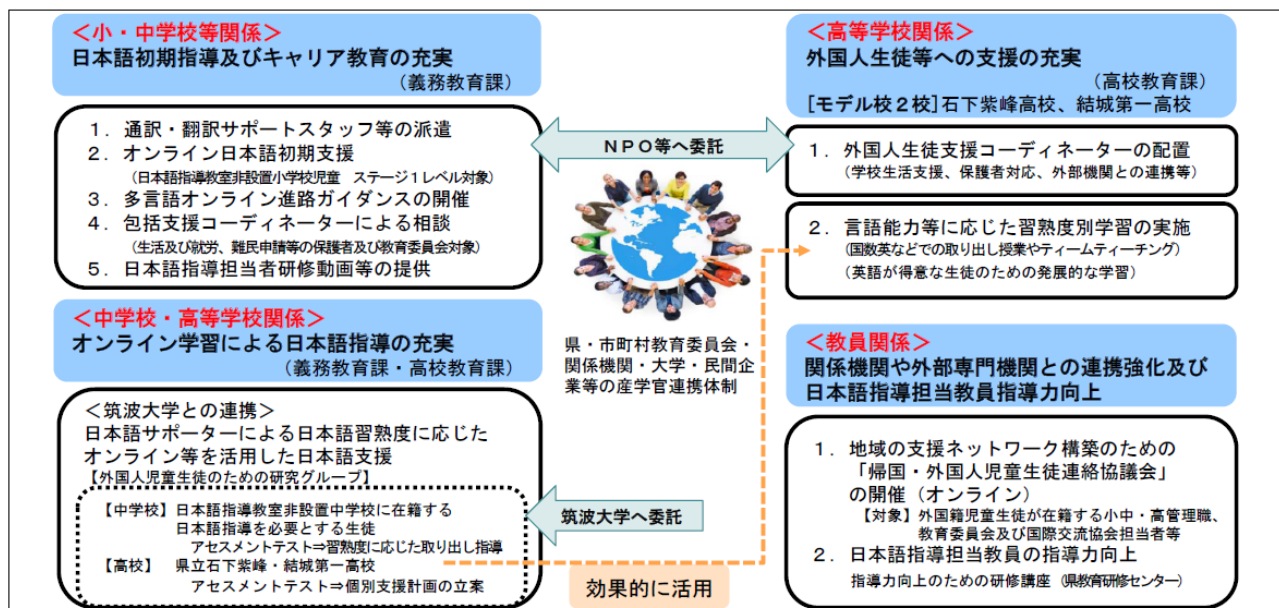 ＜小・中学校等関係＞
日本語初期指導及びキャリア教育の充実
（義務教育課）
１．通訳・翻訳サポートスタッフ等の派遣
２．オンライン日本語初期支援
（日本語指導教室非設置小学校児童　ステージ１レベル対象）
３．多言語オンライン進路ガイダンスの開催
４．包括支援コーディネーターによる相談
（生活及び就労、難民申請等の保護者及び教育委員会対象）
５．日本語指導担当者研修動画等の提供
＜中学校・高等学校関係＞
オンライン学習による日本語指導の充実
（義務教育課・高校教育課）
＜筑波大学との連携＞
日本語サポーターによる日本語習熟度に応じた
オンライン等を活用した日本語支援
【外国人児童生徒のための研究グループ】
【中学校】日本語指導教室非設置中学校に在籍する
日本語指導を必要とする生徒
アセスメントテスト⇒習熟度に応じた取り出し指導
【高校】　県立石下紫峰・結城第一高校
アセスメントテスト⇒個別支援計画の立案
ＮＰＯ等へ委託
県・市町村教育委員会・
関係機関・大学・民間企
業等の産学官連携体制
筑波大学へ委託
効果的に活用
＜高等学校関係＞
外国人生徒等への支援の充実
（高校教育課）
［モデル校２校］石下紫峰高校、結城第一高校
１．外国人生徒支援コーディネーターの配置
（学校生活支援、保護者対応、外部機関との連携等）
２．言語能力等に応じた習熟度別学習の実施
（国数英などでの取り出し授業やティームティーチング）
（英語が得意な生徒のための発展的な学習）
＜教員関係＞
関係機関や外部専門機関との連携強化及び
日本語指導担当教員指導力向上
１．地域の支援ネットワーク構築のための
「帰国・外国人児童生徒連絡協議会」
の開催（オンライン）
【対象】外国籍児童生徒が在籍する小中・高管理職、
教育委員会及び国際交流協会担当者等
２．日本語指導担当教員の指導力向上
指導力向上のための研修講座（県教育研修センター）